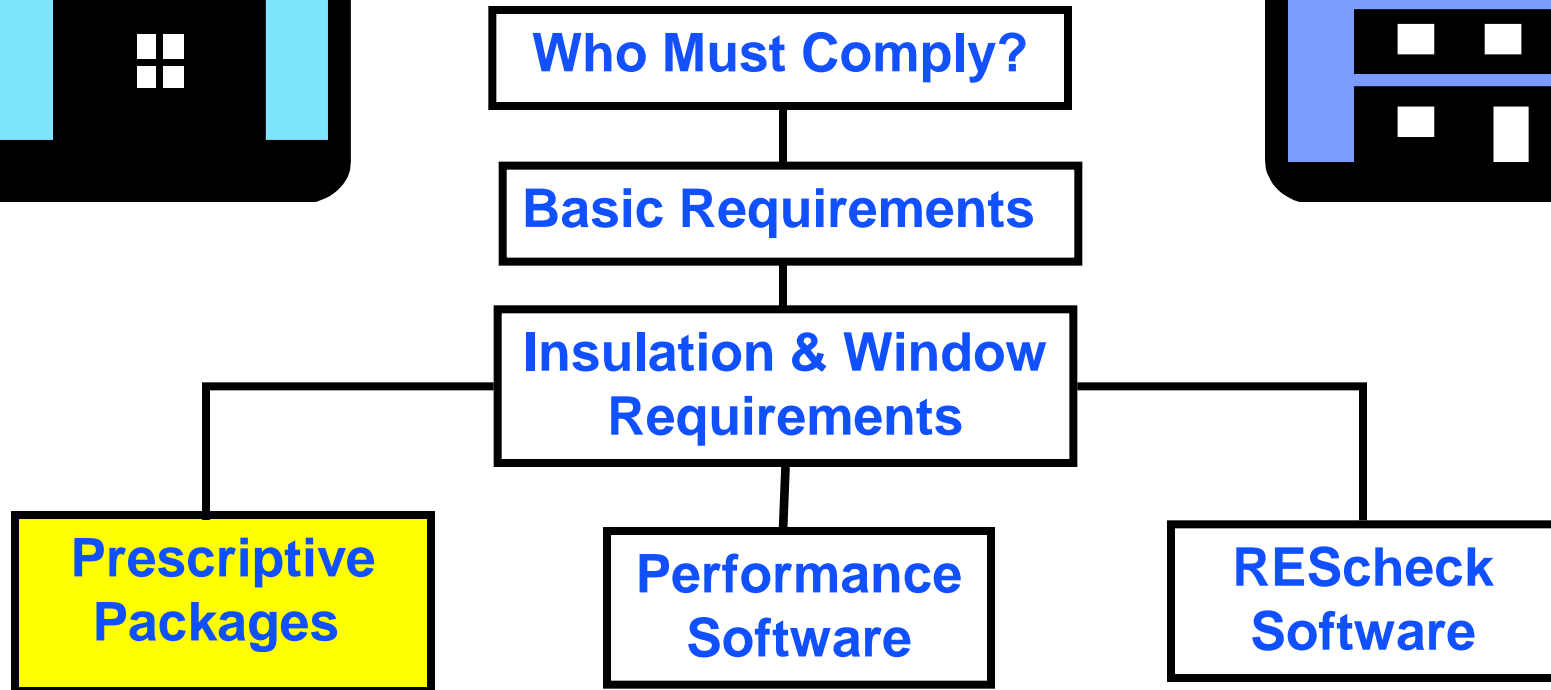 Who Must Comply?
Basic Requirements
Insulation & Window
Requirements
Prescriptive
Packages
Performance
Software
REScheck
Software